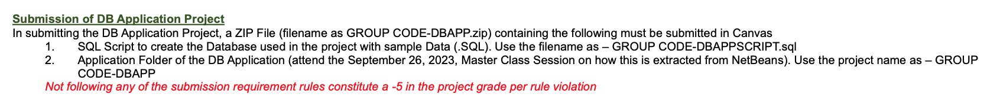 Submission of DB Application Project
In submitting the DB Application Project, a ZIP File (filename as GROUP CODE-DBAPP.zip) containing the following must be submitted in Canvas
1. SQL Script to create the Database used in the project with sample Data (.SQL). Use the filename as – GROUP CODE-DBAPPSCRIPT.sql
2. Application Folder of the DB Application (attend the September 26, 2023, Master Class Session on how this is extracted from NetBeans). Use the project name as – GROUP
CODE-DBAPP
Not following any of the submission requirement rules constitute a -5 in the project grade per rule violation